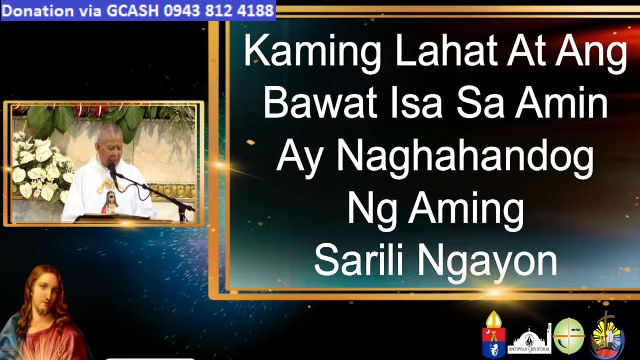 Donation via GCASH 0943 812 4188
Kaming Lahat At Ang
Bawat Isa Sa Amin
Ay Naghahandog
Ng Aming
Sarili Ngayon